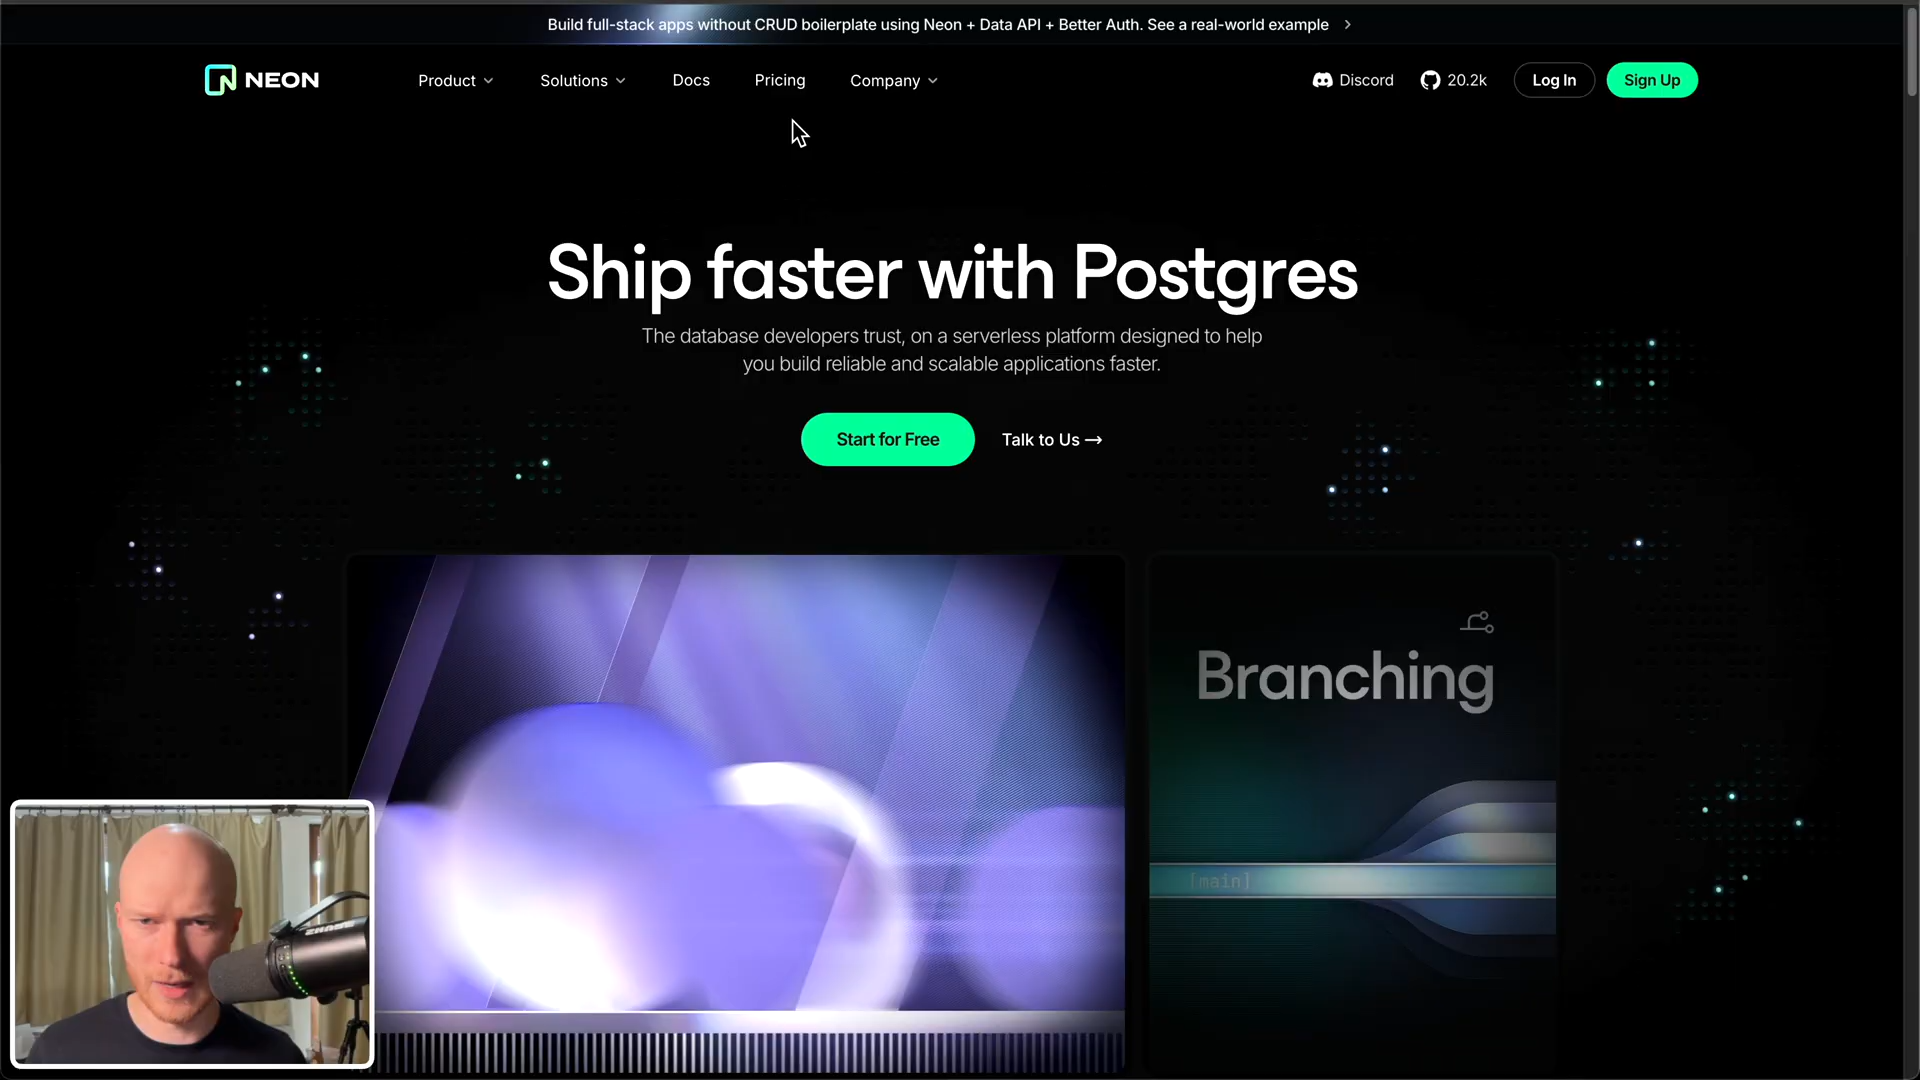 Build full-stack apps without CRUD boilerplate using Neon + Data API + Better Auth. See a real-world example
NEON
Product
Solutions
Docs
Pricing
Company
Discord
20.2k
Log In
Sign Up
Ship faster with Postgres
The database developers trust, on a serverless platform designed to help
you build reliable and scalable applications faster.
Start for Free
Talk to Us →
Branching
[main]